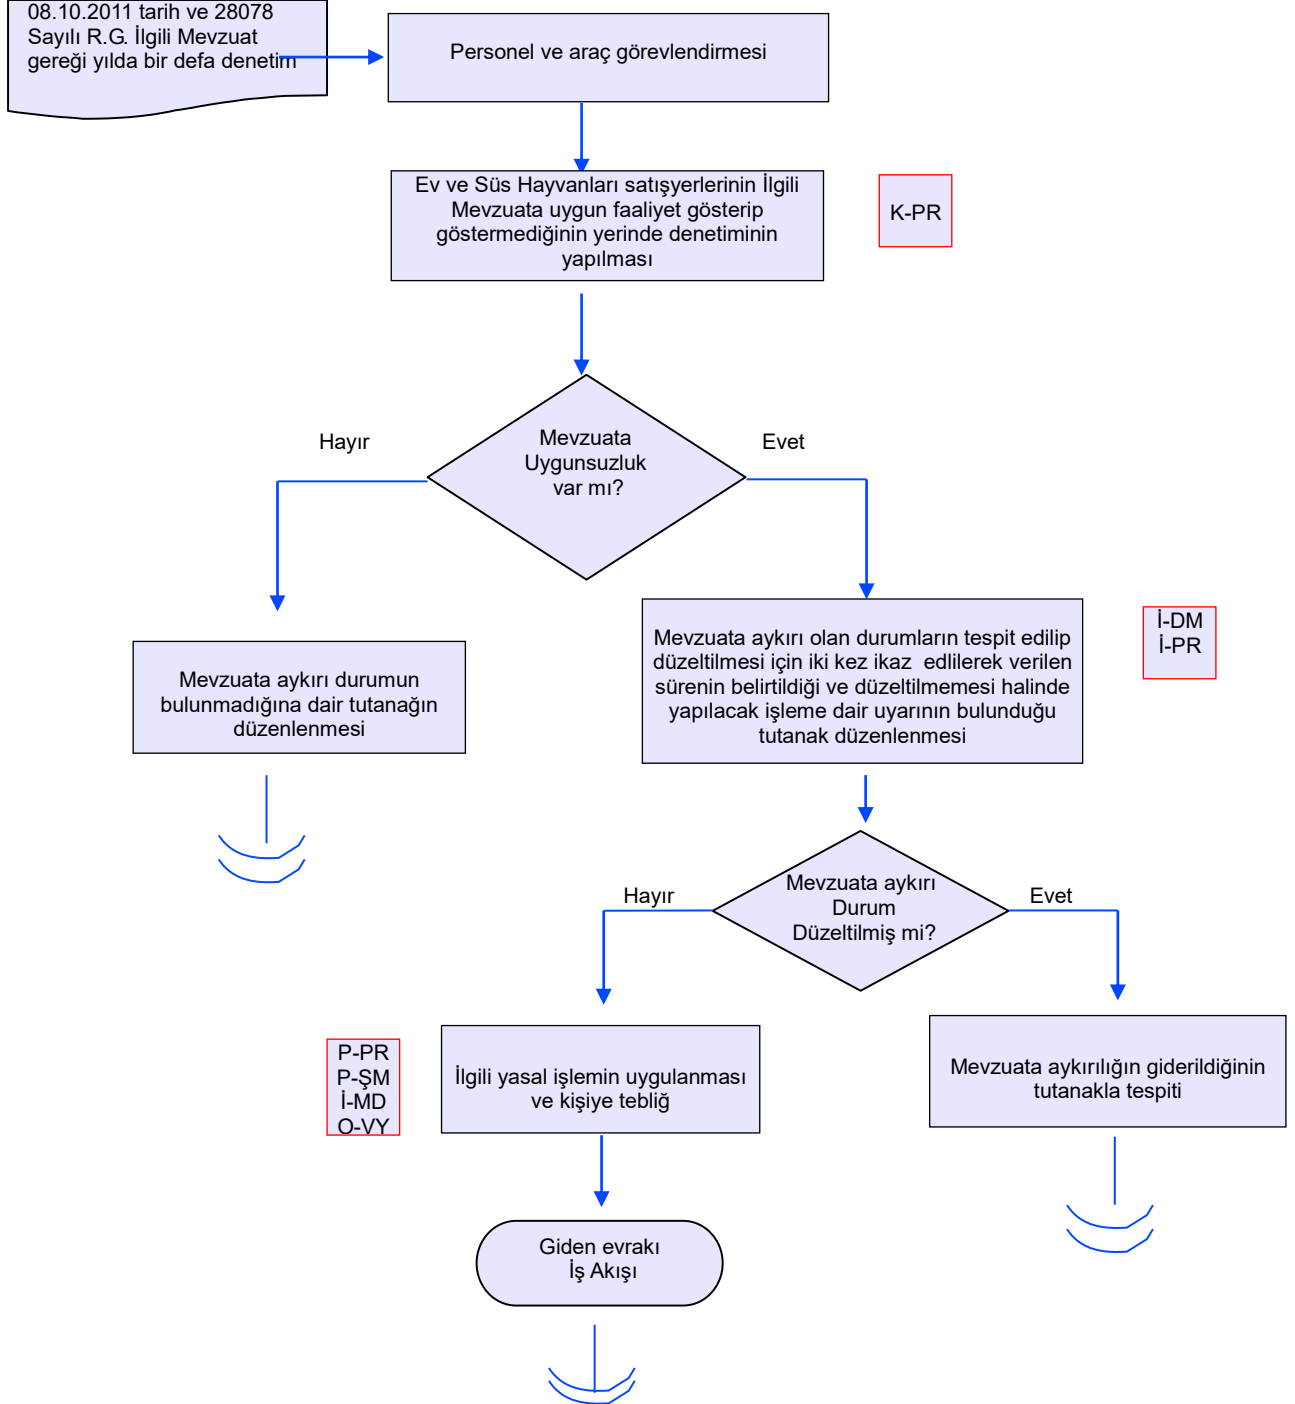 08.10.2011 tarih ve 28078
Sayılı R.G. İlgili Mevzuat
gereği yılda bir defa denetim
Personel ve araç görevlendirmesi
Ev ve Süs Hayvanları satışyerlerinin İlgili
Mevzuata uygun faaliyet gösterip
göstermediğinin yerinde denetiminin
yapılması
K-PR
Hayır
Mevzuata
Uygunsuzluk
var mı?
Evet
Mevzuata aykırı durumun
bulunmadığına dair tutanağın
düzenlenmesi
Mevzuata aykırı olan durumların tespit edilip
düzeltilmesi için iki kez ikaz  edlilerek verilen
sürenin belirtildiği ve düzeltilmemesi halinde
yapılacak işleme dair uyarının bulunduğu
tutanak düzenlenmesi
İ-DM
İ-PR
Hayır
Mevzuata aykırı
Durum
Düzeltilmiş mi?
Evet
P-PR
P-ŞM
İ-MD
O-VY
İlgili yasal işlemin uygulanması
ve kişiye tebliğ
Mevzuata aykırılığın giderildiğinin
tutanakla tespiti
Giden evrakı
İş Akışı